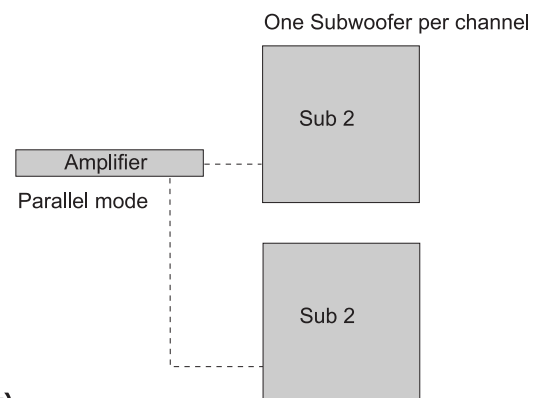 One Subwoofer per channel
Sub 2
Amplifier
Parallel mode
Sub 2
)